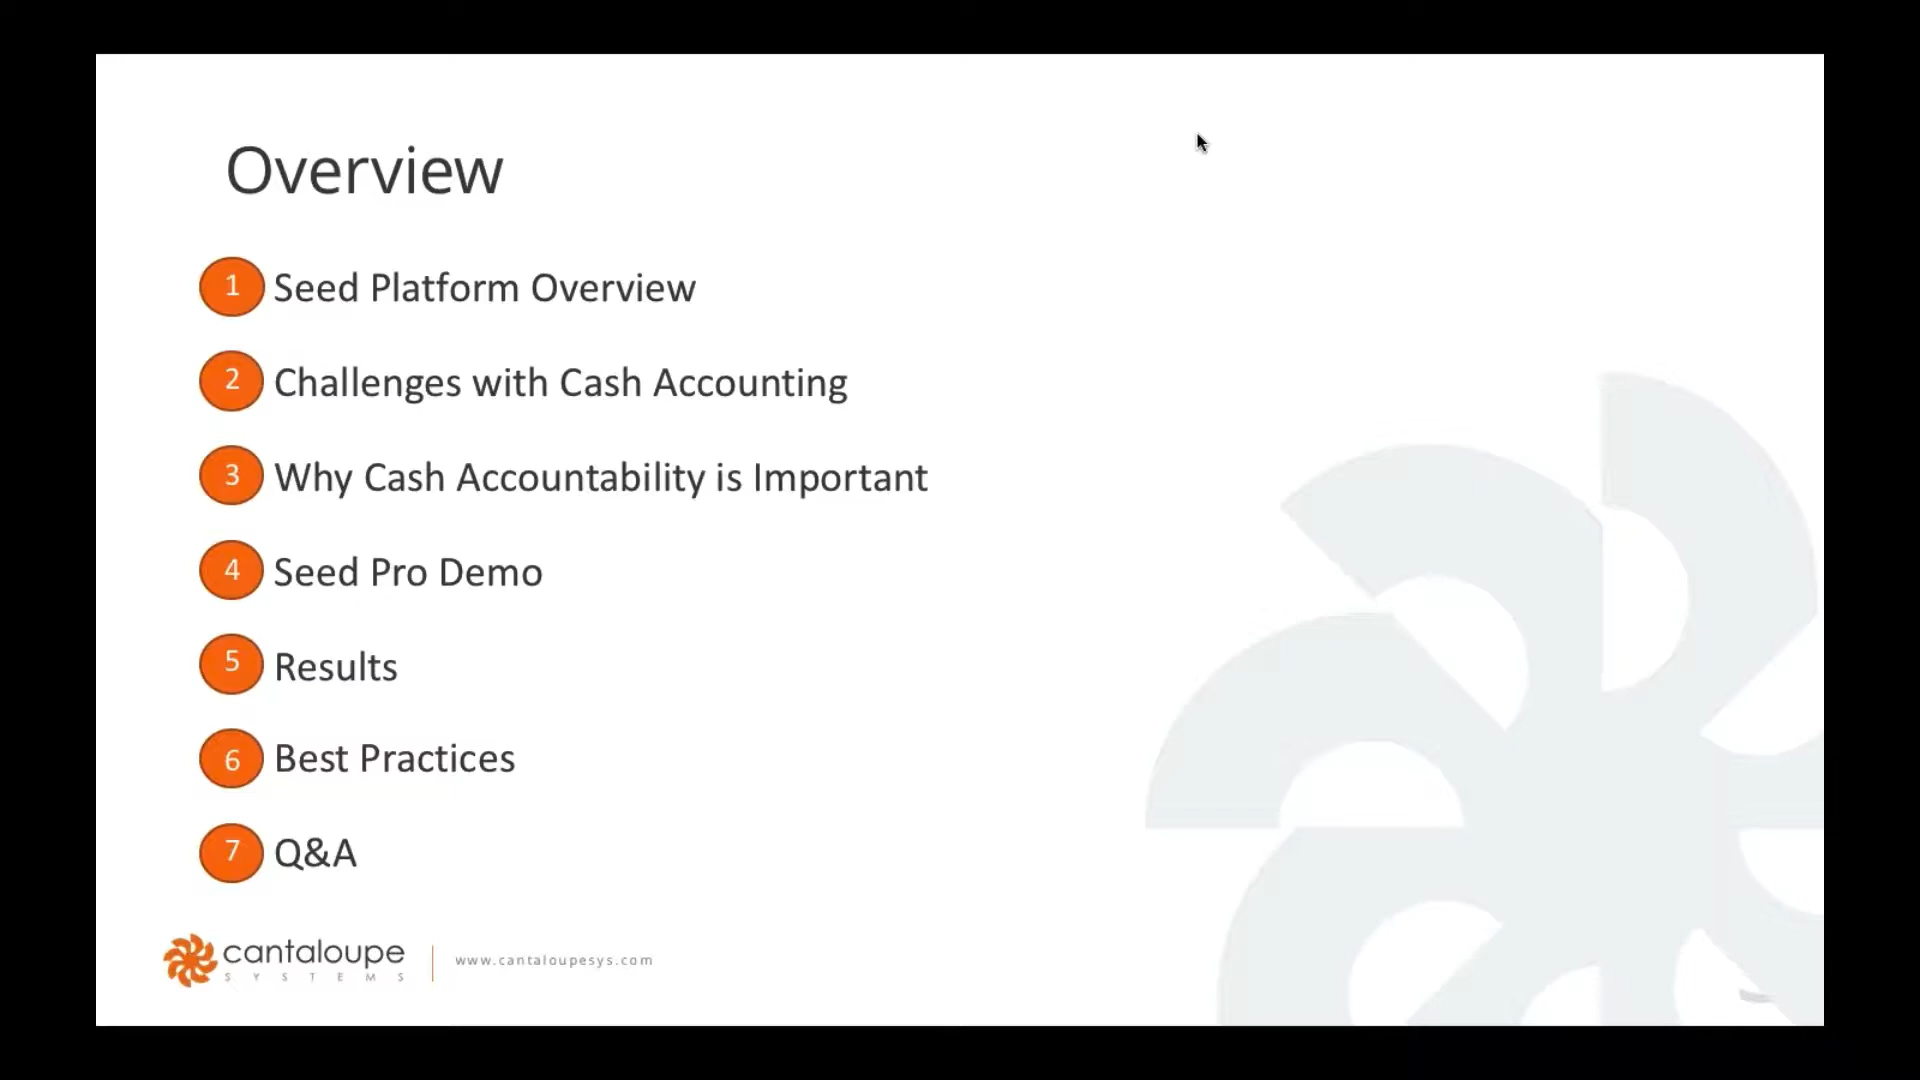 Overview
1 Seed Platform Overview
2 Challenges with Cash Accounting
3 Why Cash Accountability is Important
4 Seed Pro Demo
5 Results
6 Best Practices
7 Q&A
cantaloupe
SYSTEMS
www.cantaloupesys.com